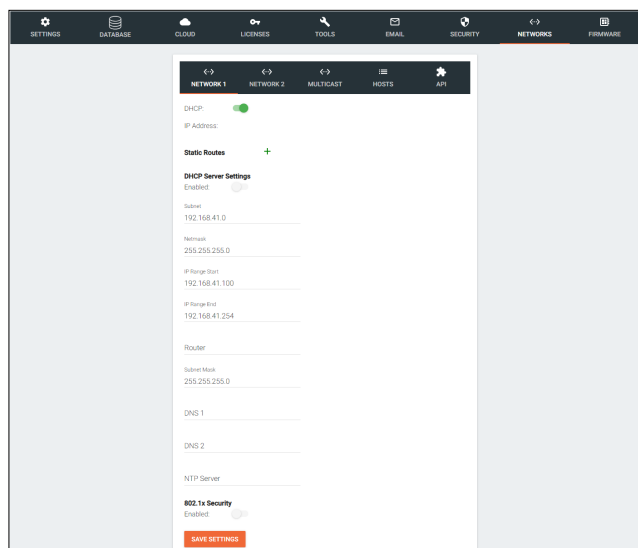 SETTINGS DATABASE CLOUD LICENSES TOOLS EMAIL SECURITY NETWORKS FIRMWARE
NETWORK 1 NETWORK 2 MULTICAST HOSTS API
DHCP:
IP Address:
Static Routes +
DHCP Server Settings
Enabled:
Subnet
192.168.41.0
Netmask
255.255.255.0
IP Range Start
192.168.41.100
IP Range End
192.168.41.254
Router
Subnet Mask
255.255.255.0
DNS 1
DNS 2
NTP Server
802.1x Security
Enabled:
SAVE SETTINGS